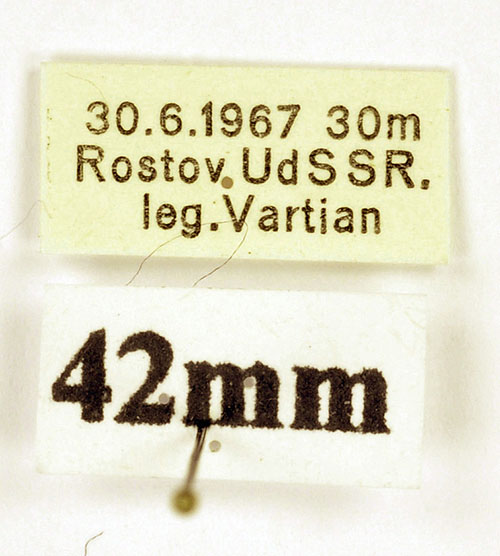 30.6.1967 30m
Rostov UdSSR.
leg.Vartian
42mm